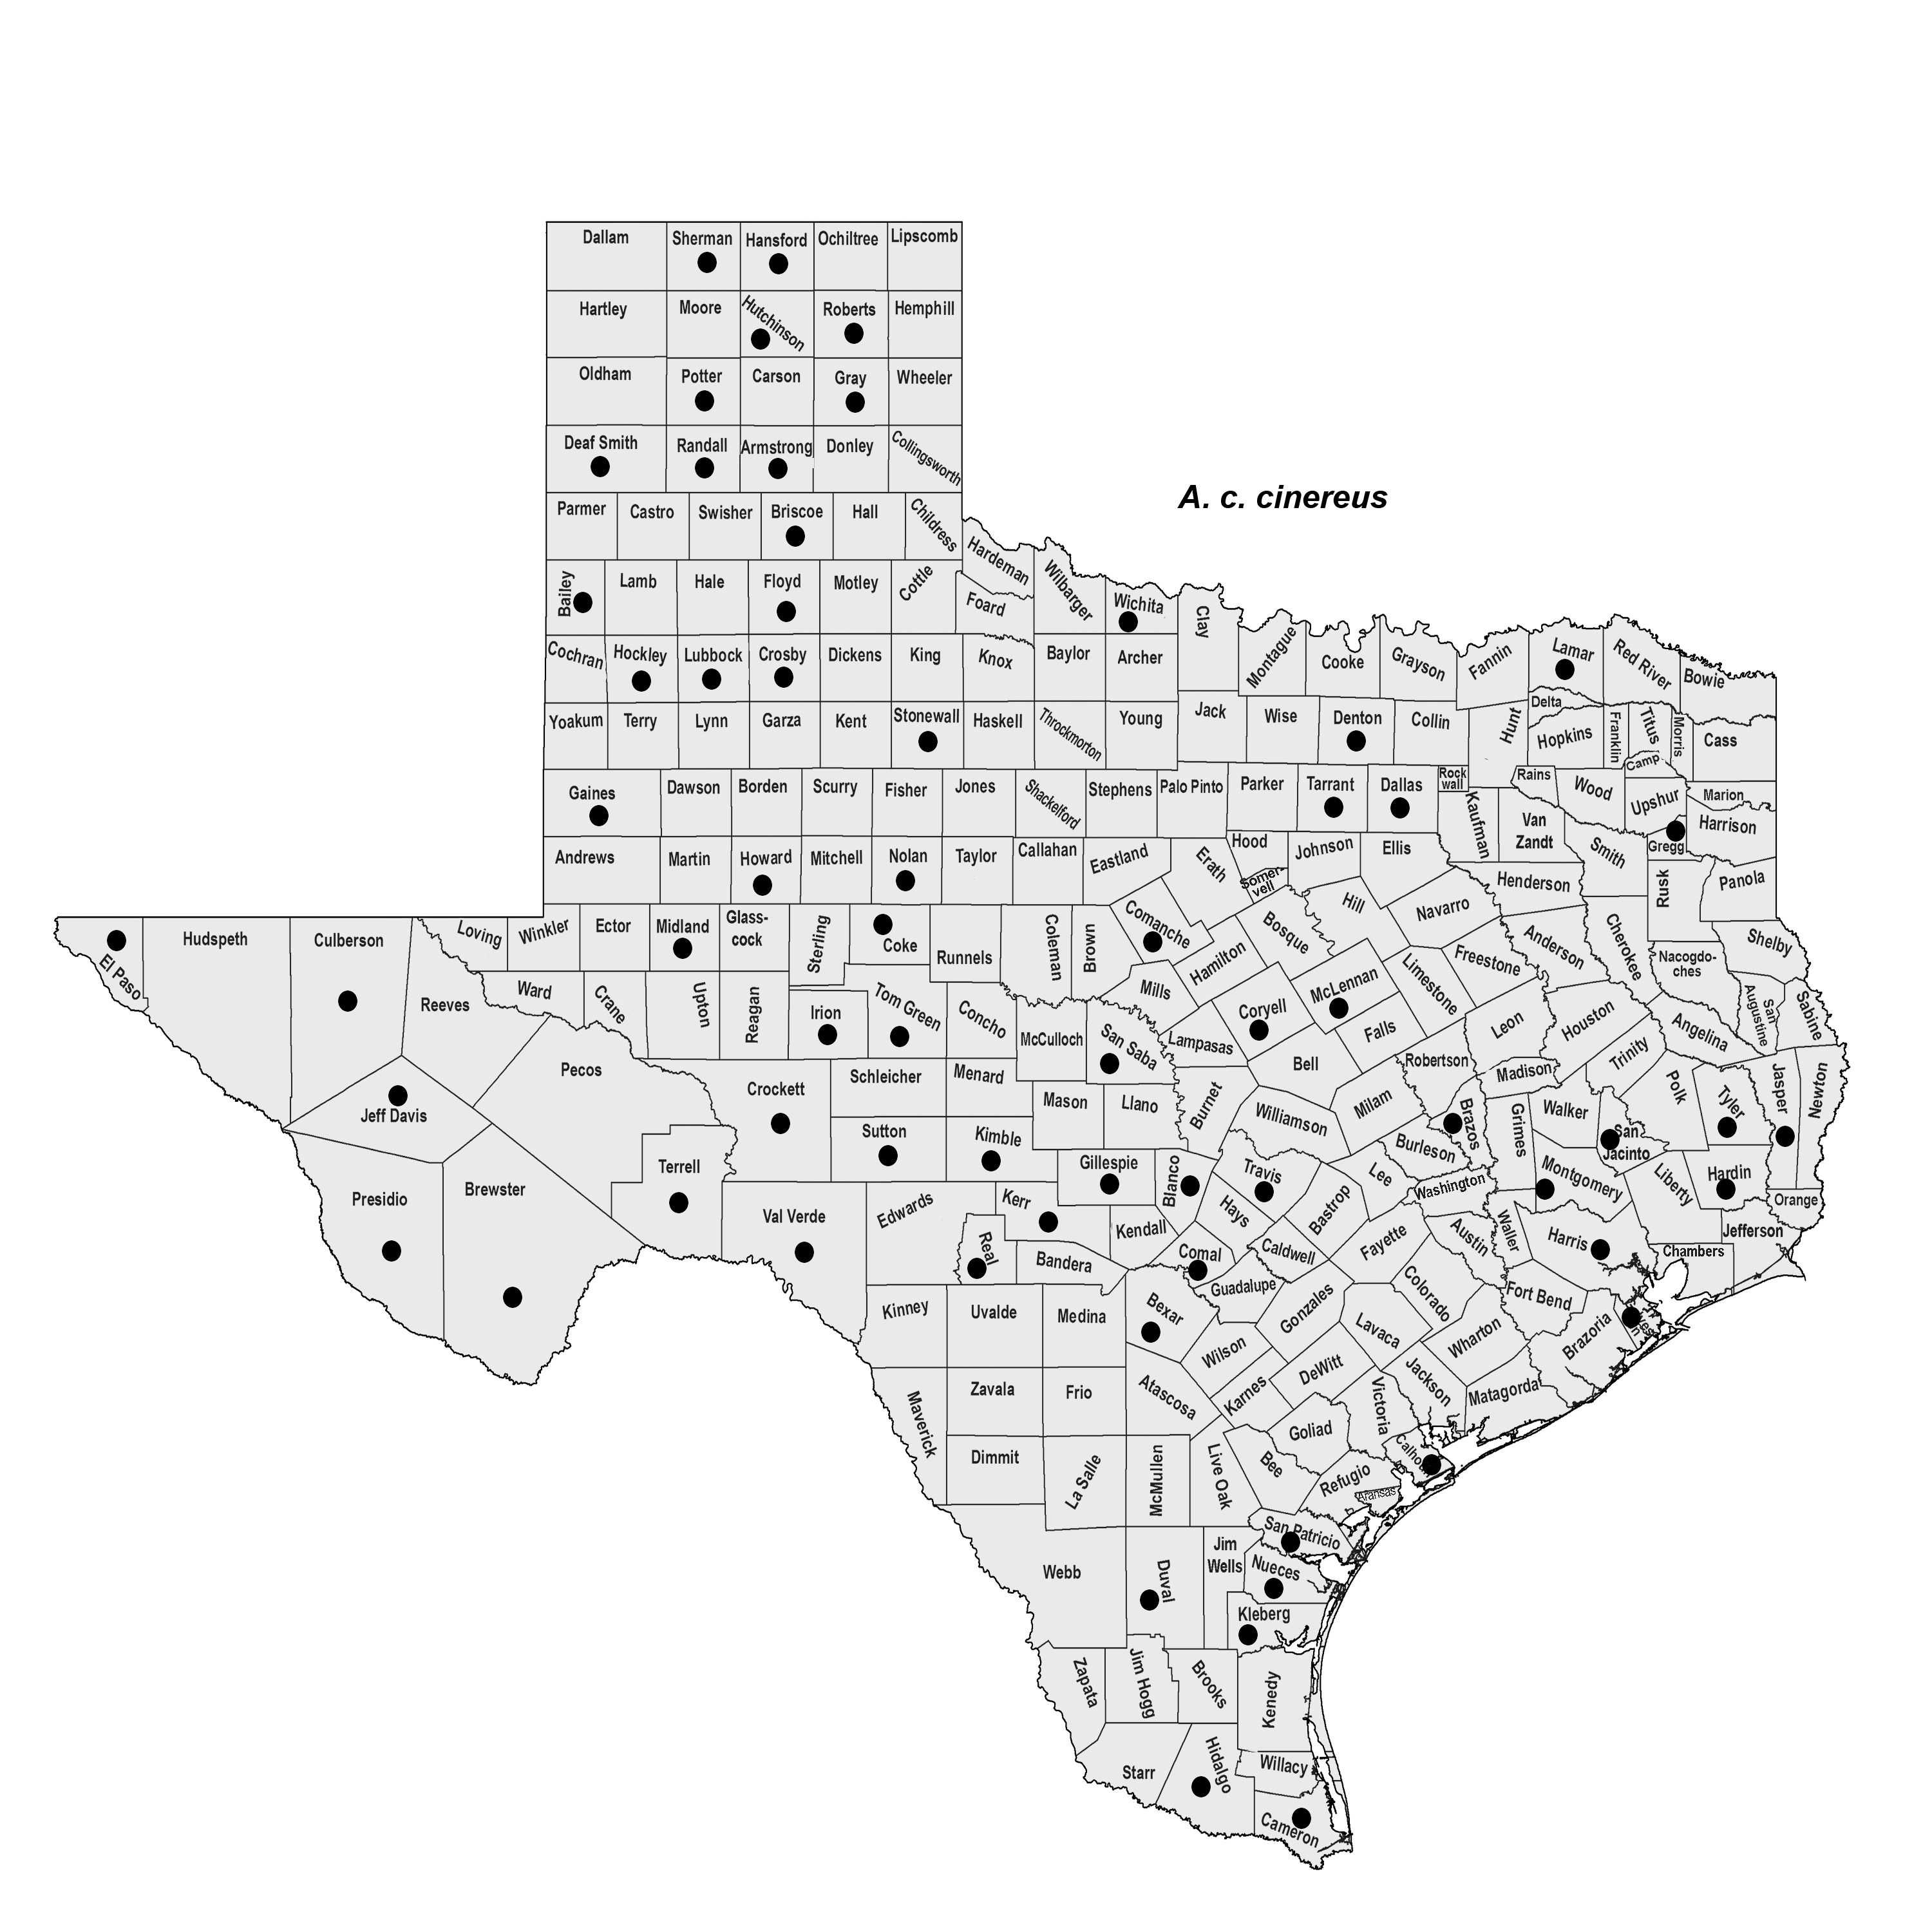 Dallam Sherman Hansford Ochiltree Lipscomb
Hartley Moore Hutchinson Roberts Hemphill
Oldham Potter Carson Gray Wheeler
Deaf Smith Randall Armstrong Donley Collingsworth
A. c. cinereus
Parmer Castro Swisher Briscoe Hall Childress
Hardeman
Bailey Lamb Hale Floyd Motley Cottle Foard Wilbarger Wichita Clay
Montague Cooke Grayson Fannin Lamar Red River Bowie
Cochran Hockley Lubbock Crosby Dickens King Knox Baylor Archer
Yoakum Terry Lynn Garza Kent Stonewall Haskell Throckmorton Young Jack Wise Denton Collin Hunt Delta Hopkins Franklin Titus Morris Cass
Camp
Gaines Dawson Borden Scurry Fisher Jones Shackelford Stephens Palo Pinto Parker Tarrant Dallas
Rock
wall
Rains Wood Upshur Marion
Kaufman
Van
Zandt
Smith Gregg Harrison
Andrews Martin Howard Mitchell Nolan Taylor Callahan Eastland Erath Hood Johnson Ellis
Somer-
vell
Henderson Rusk Panola
El Paso Hudspeth Culberson Reeves Loving Winkler Ector Midland
Glass-
cock
Sterling Coke Runnels Coleman Brown Comanche Hamilton Bosque Hill Navarro
Freestone Anderson Cherokee
Nacogdo-
ches
Shelby
Ward Crane Upton Reagan Irion Tom Green Concho McCulloch San Saba Mills Lampasas Coryell McLennan Limestone Falls
Leon Houston Angelina
San
Augustine
Sabine
Jeff Davis Pecos Crockett Schleicher Menard Mason Llano Burnet Bell Williamson Milam Robertson Madison Trinity Walker Polk Tyler Jasper Newton
Brazos Grimes
San
Jacinto
Presidio Brewster Terrell Val Verde Sutton Kimble Gillespie Blanco Travis Burleson Lee Washington Montgomery Liberty Hardin Orange
Edwards Kerr Kendall Hays Bastrop Fayette Austin Waller Harris Chambers Jefferson
Real Bandera Comal Caldwell
Guadalupe Gonzales Colorado Fort Bend
Kinney Uvalde Medina Bexar Wilson Lavaca Wharton Brazoria
Maverick Zavala Frio Atascosa Karnes DeWitt Victoria Jackson Matagorda
Dimmit La Salle McMullen Live Oak Bee Goliad Refugio
Aransas
San Patricio
Webb Duval
Jim
Wells
Nueces
Kleberg
Zapata Jim Hogg Brooks Kenedy
Starr Hidalgo Willacy
Cameron